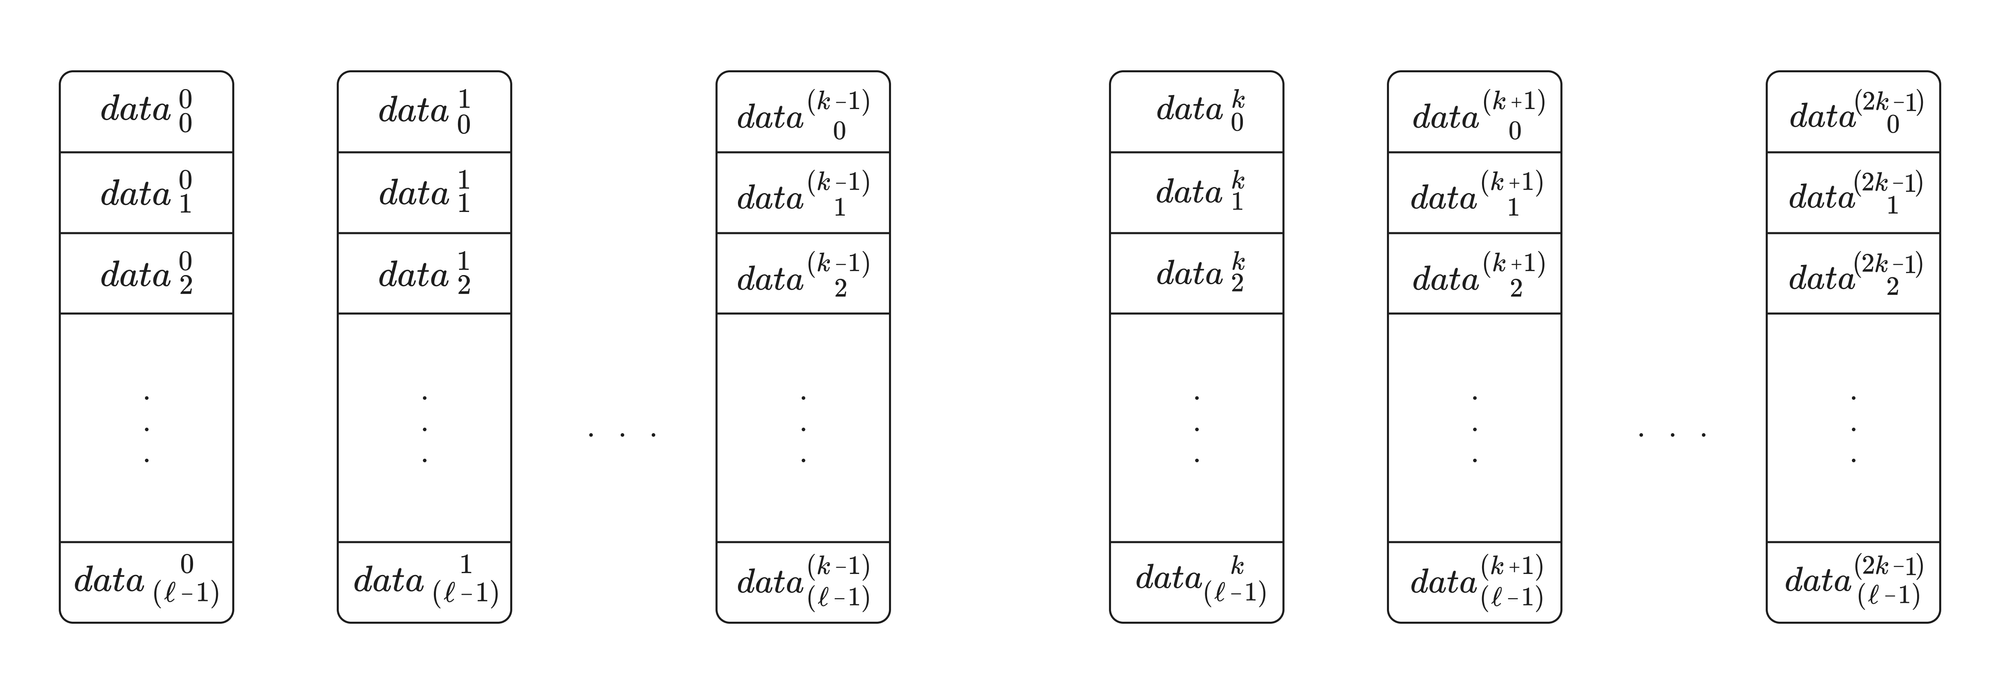 data^0_0 data^1_0 data^(k-1)_0 data^k_0 data^(k+1)_0 data^(2k-1)_0
data^0_1 data^1_1 data^(k-1)_1 data^k_1 data^(k+1)_1 data^(2k-1)_1
data^0_2 data^1_2 data^(k-1)_2 data^k_2 data^(k+1)_2 data^(2k-1)_2
. . . . . .
data^0_(ℓ-1) data^1_(ℓ-1) data^(k-1)_(ℓ-1) data^k_(ℓ-1) data^(k+1)_(ℓ-1) data^(2k-1)_(ℓ-1)